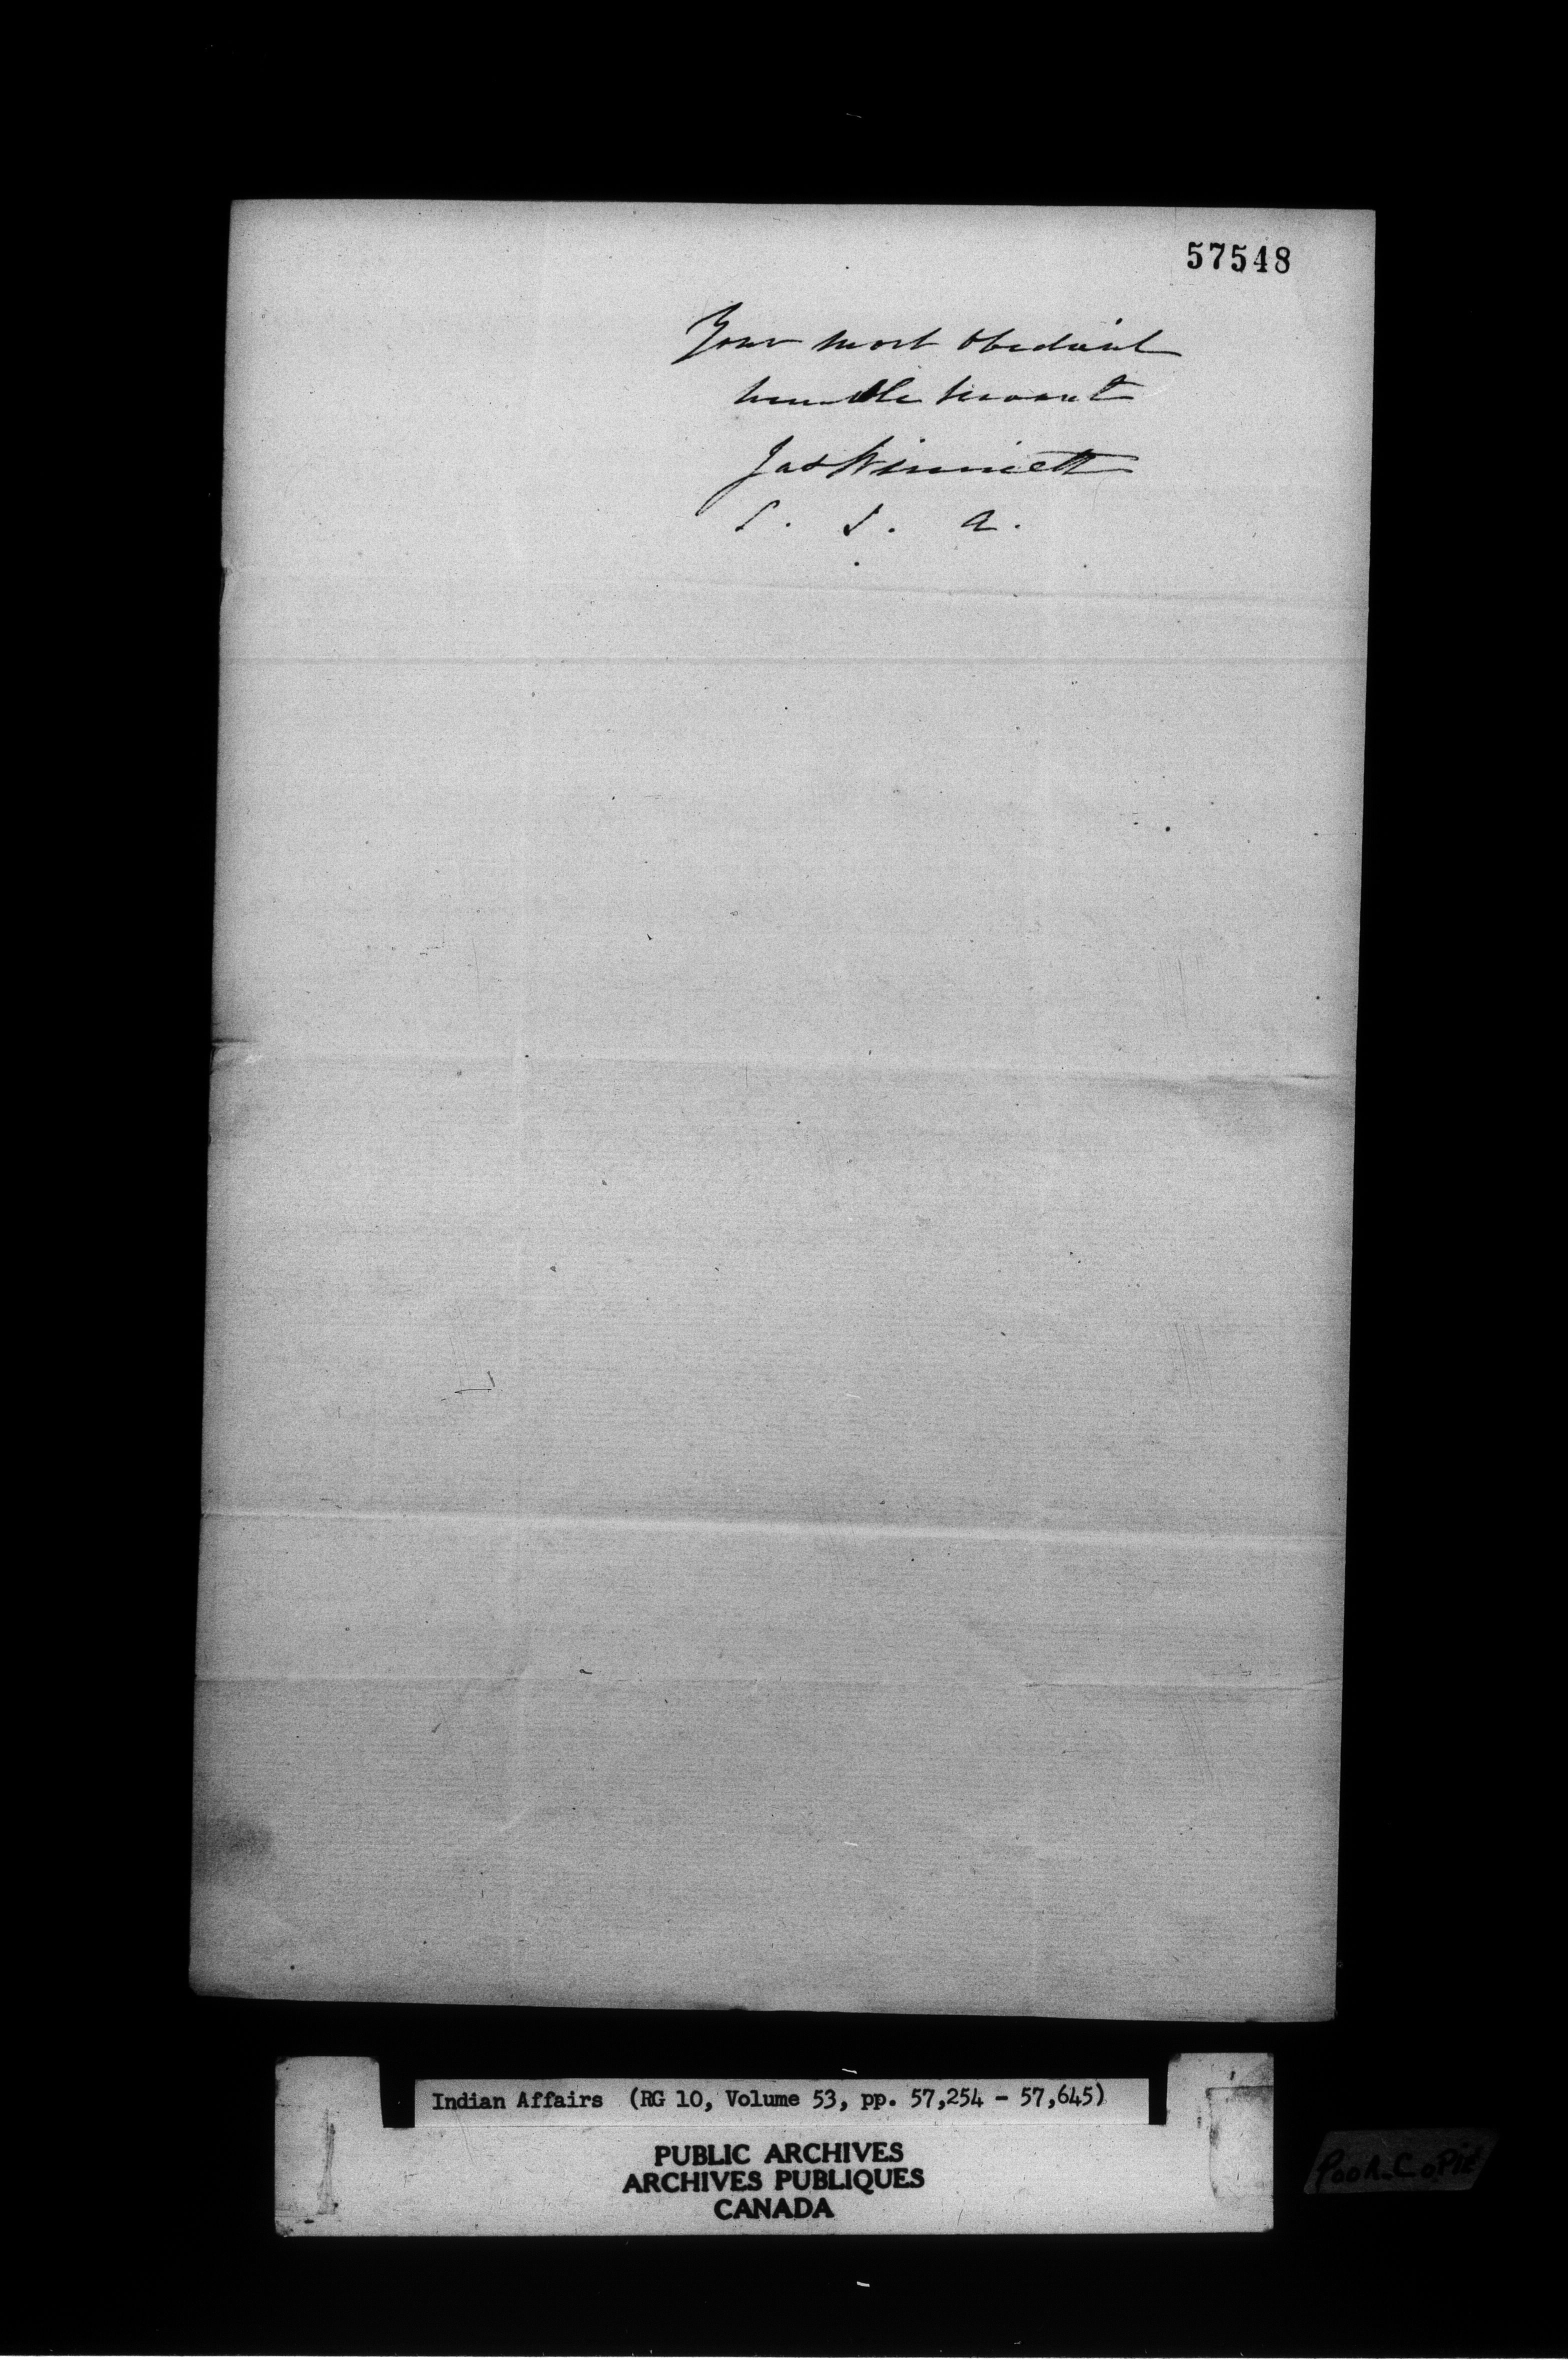 57548
Your most obedient
humble servant
Jas Winniett
S. I. A.
Indian Affairs (RG 10, Volume 53, pp. 57,254 - 57,645)
PUBLIC ARCHIVES
ARCHIVES PUBLIQUES
CANADA
POOR COPIE